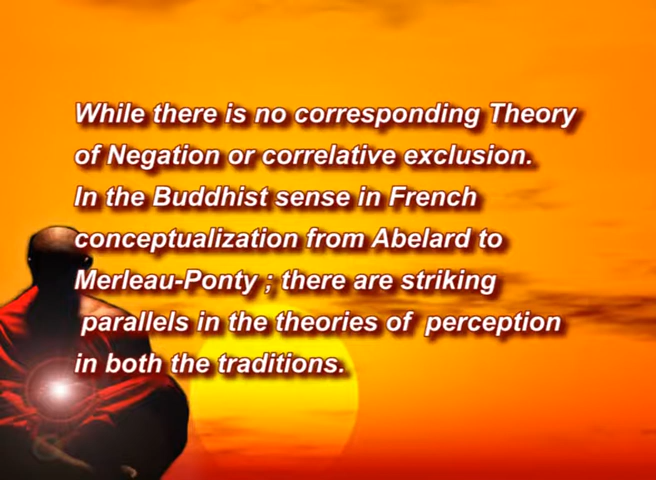 While there is no corresponding Theory
of Negation or correlative exclusion.
In the Buddhist sense in French
conceptualization from Abelard to
Merleau-Ponty ; there are striking
parallels in the theories of perception
in both the traditions.